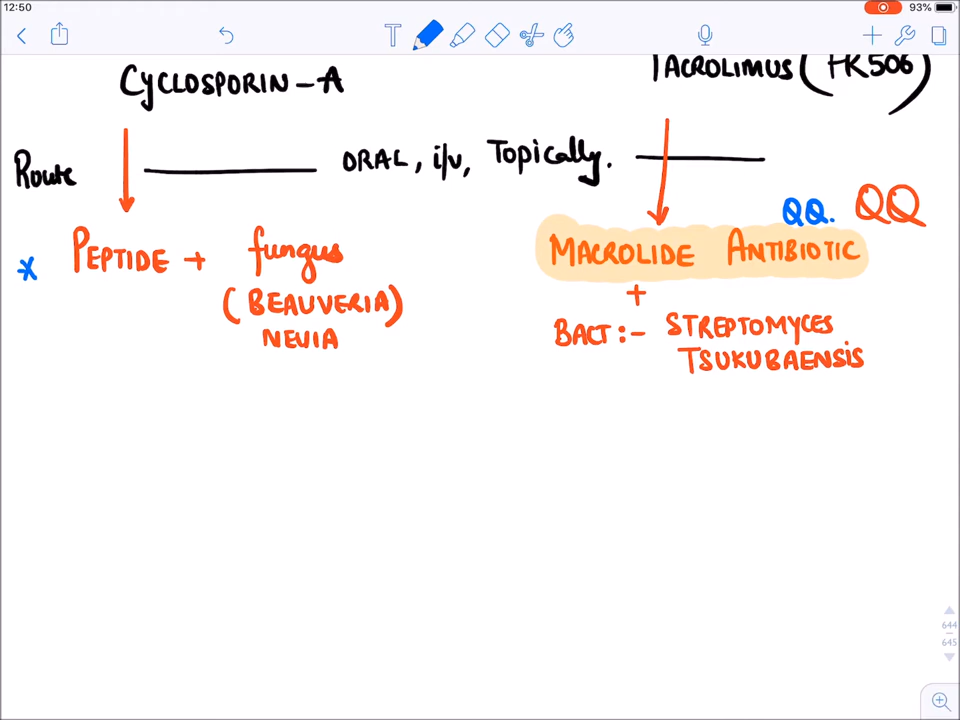 12:50
93%
T
CYCLOSPORIN-A
TACROLIMUS (FK506)
Route
ORAL, i/v, Topically.
QQ. QQ
* PEPTIDE + fungus
(BEAUVERIA)
NEVIA
MACROLIDE ANTIBIOTIC
+
BACT:- STREPTOMYCES
TSUKUBAENSIS
644
645